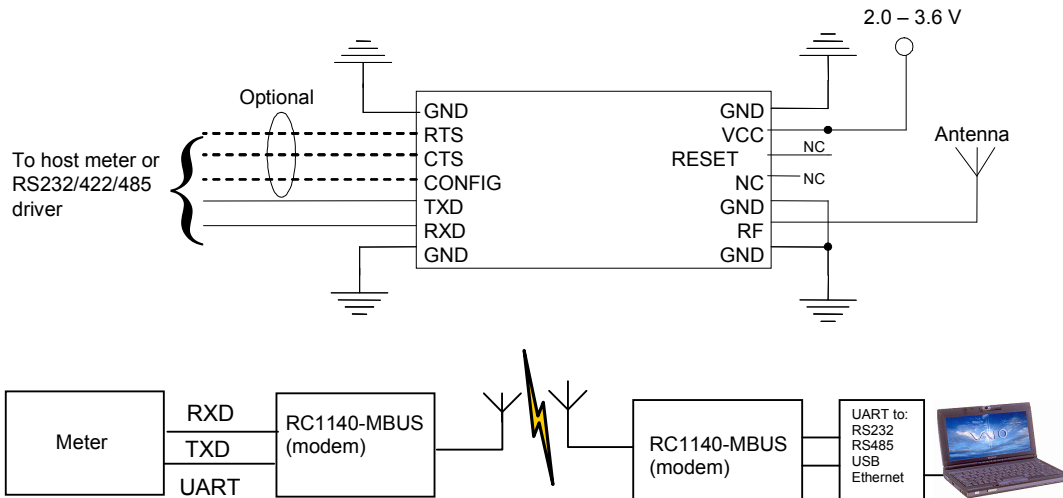 2.0 – 3.6 V
Optional
To host meter or
RS232/422/485
driver
GND
RTS
CTS
CONFIG
TXD
RXD
GND
GND
VCC
RESET
NC
GND
RF
GND
NC
NC
Antenna
Meter
RXD
TXD
UART
RC1140-MBUS
(modem)
RC1140-MBUS
(modem)
UART to:
RS232
RS485
USB
Ethernet
VAIO